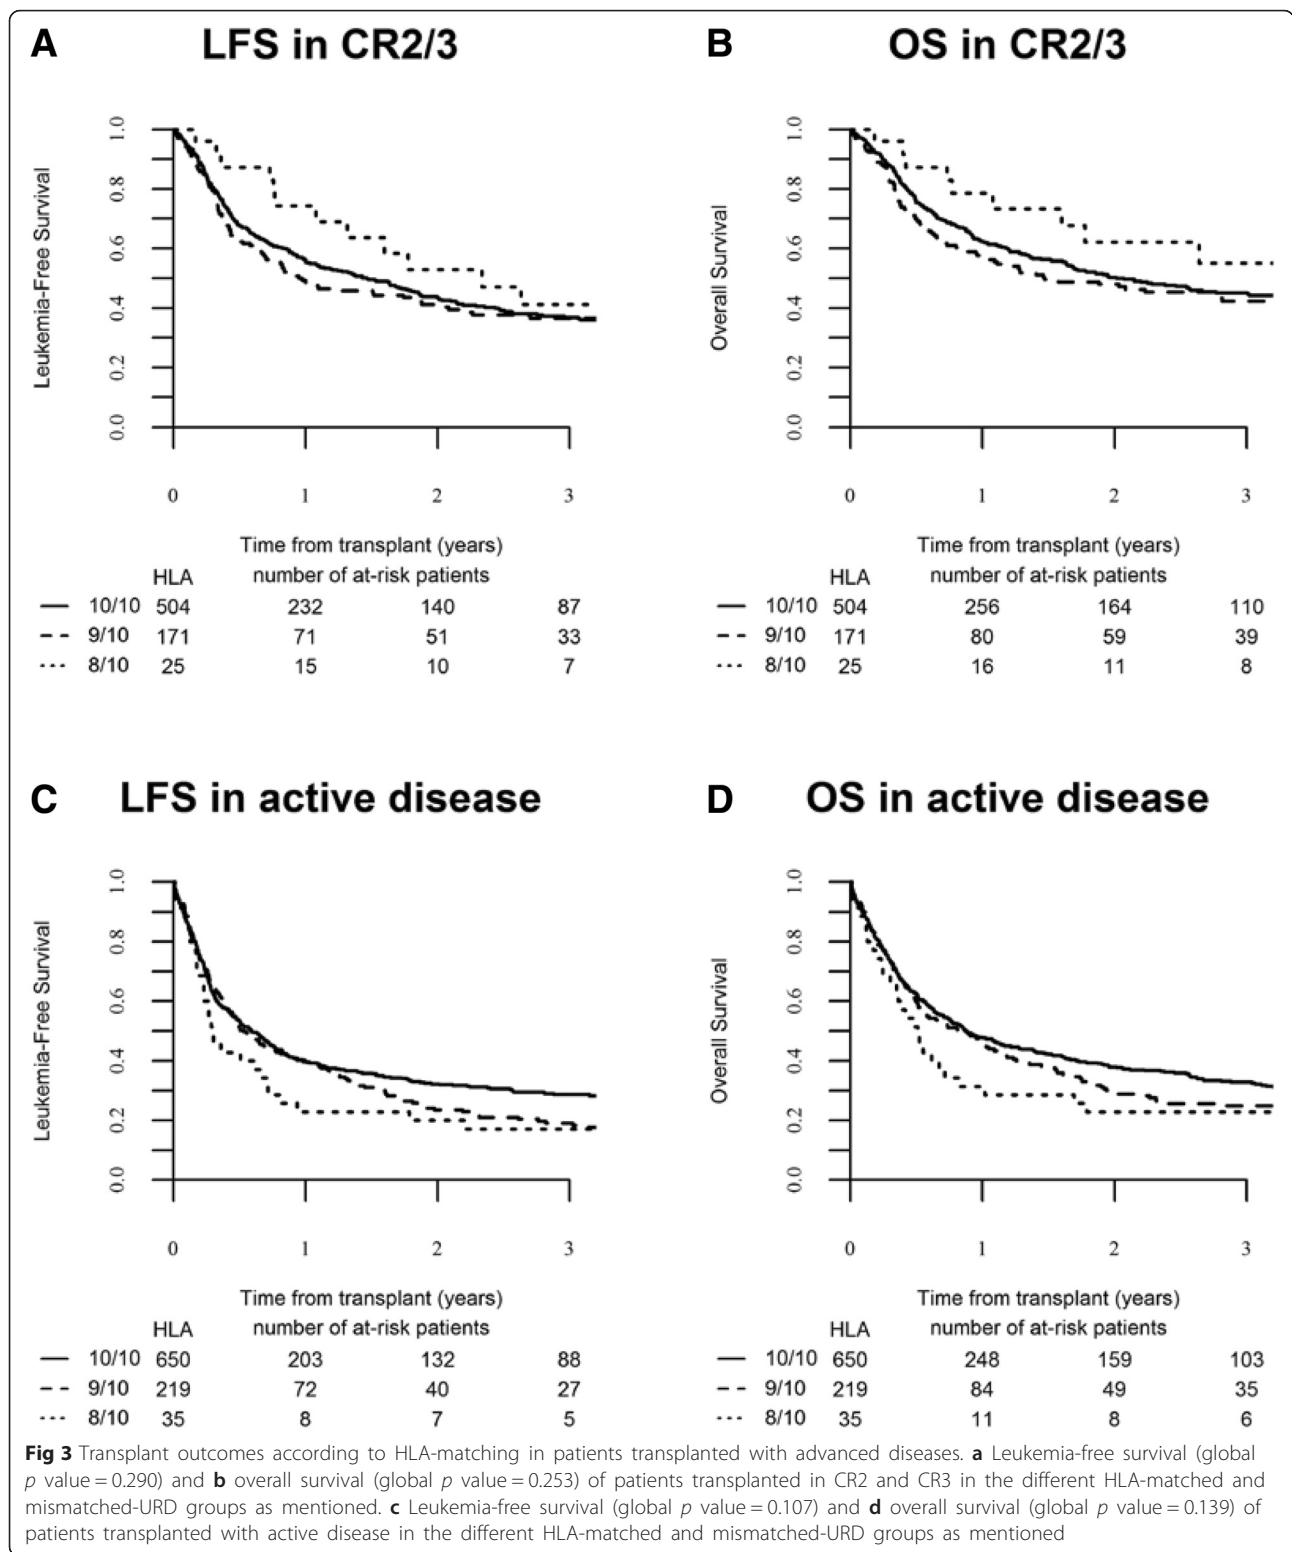 A LFS in CR2/3
Leukemia-Free Survival
1.0
0.8
0.6
0.4
0.2
0.0
0 1 2 3
Time from transplant (years)
HLA number of at-risk patients
10/10 504 232 140 87
9/10 171 71 51 33
8/10 25 15 10 7
B OS in CR2/3
Overall Survival
1.0
0.8
0.6
0.4
0.2
0.0
0 1 2 3
Time from transplant (years)
HLA number of at-risk patients
10/10 504 256 164 110
9/10 171 80 59 39
8/10 25 16 11 8
C LFS in active disease
Leukemia-Free Survival
1.0
0.8
0.6
0.4
0.2
0.0
0 1 2 3
Time from transplant (years)
HLA number of at-risk patients
10/10 650 203 132 88
9/10 219 72 40 27
8/10 35 8 7 5
D OS in active disease
Overall Survival
1.0
0.8
0.6
0.4
0.2
0.0
0 1 2 3
Time from transplant (years)
HLA number of at-risk patients
10/10 650 248 159 103
9/10 219 84 49 35
8/10 35 11 8 6
Fig 3 Transplant outcomes according to HLA-matching in patients transplanted with advanced diseases. a Leukemia-free survival (global
p value = 0.290) and b overall survival (global p value = 0.253) of patients transplanted in CR2 and CR3 in the different HLA-matched and
mismatched-URD groups as mentioned. c Leukemia-free survival (global p value = 0.107) and d overall survival (global p value = 0.139) of
patients transplanted with active disease in the different HLA-matched and mismatched-URD groups as mentioned